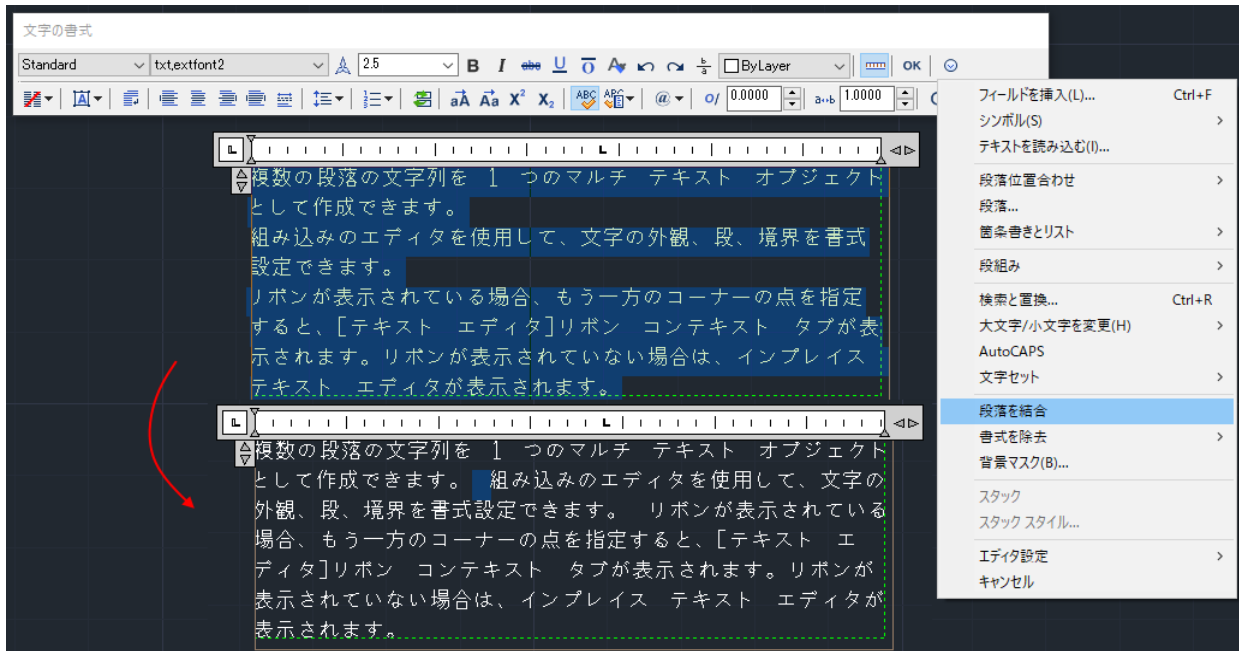 文字の書式
Standard txt,extfont2 2.5 B I abc U O A b/a ByLayer OK
aA Aa X² X₂ ABC ABC @ 0/ 0.0000 a↔b 1.0000
フィールドを挿入(L)... Ctrl+F
シンボル(S)
テキストを読み込む(I)...
段落位置合わせ
段落...
箇条書きとリスト
段組み
検索と置換... Ctrl+R
大文字/小文字を変更(H)
AutoCAPS
文字セット
段落を結合
書式を除去
背景マスク(B)...
スタック
スタック スタイル...
エディタ設定
キャンセル
複数の段落の文字列を 1 つのマルチ テキスト オブジェクト
として作成できます。
組み込みのエディタを使用して、文字の外観、段、境界を書式
設定できます。
リボンが表示されている場合、もう一方のコーナーの点を指定
すると、[テキスト エディタ]リボン コンテキスト タブが表
示されます。リボンが表示されていない場合は、インプレイス
テキスト エディタが表示されます。
複数の段落の文字列を 1 つのマルチ テキスト オブジェクト
として作成できます。 組み込みのエディタを使用して、文字の
外観、段、境界を書式設定できます。 リボンが表示されている
場合、もう一方のコーナーの点を指定すると、[テキスト エ
ディタ]リボン コンテキスト タブが表示されます。リボンが
表示されていない場合は、インプレイス テキスト エディタが
表示されます。